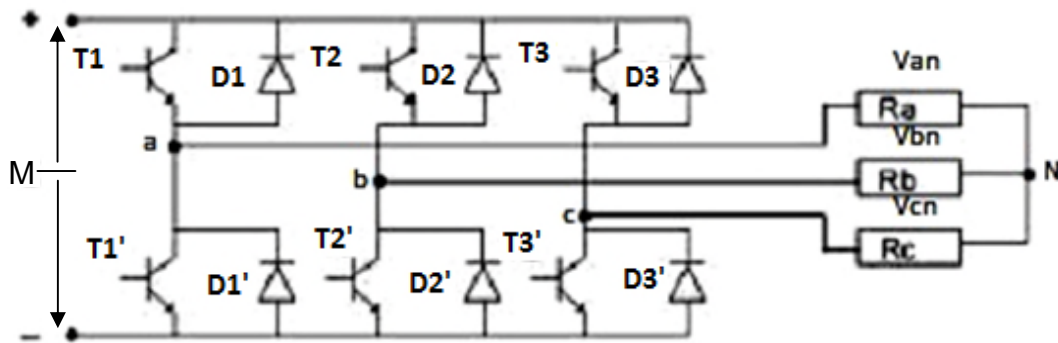 +
T1
D1
T2
D2
T3
D3
Van
Ra
Vbn
a
M
b
Rb
N
Vcn
c
Rc
T1'
D1'
T2'
D2'
T3'
D3'
−